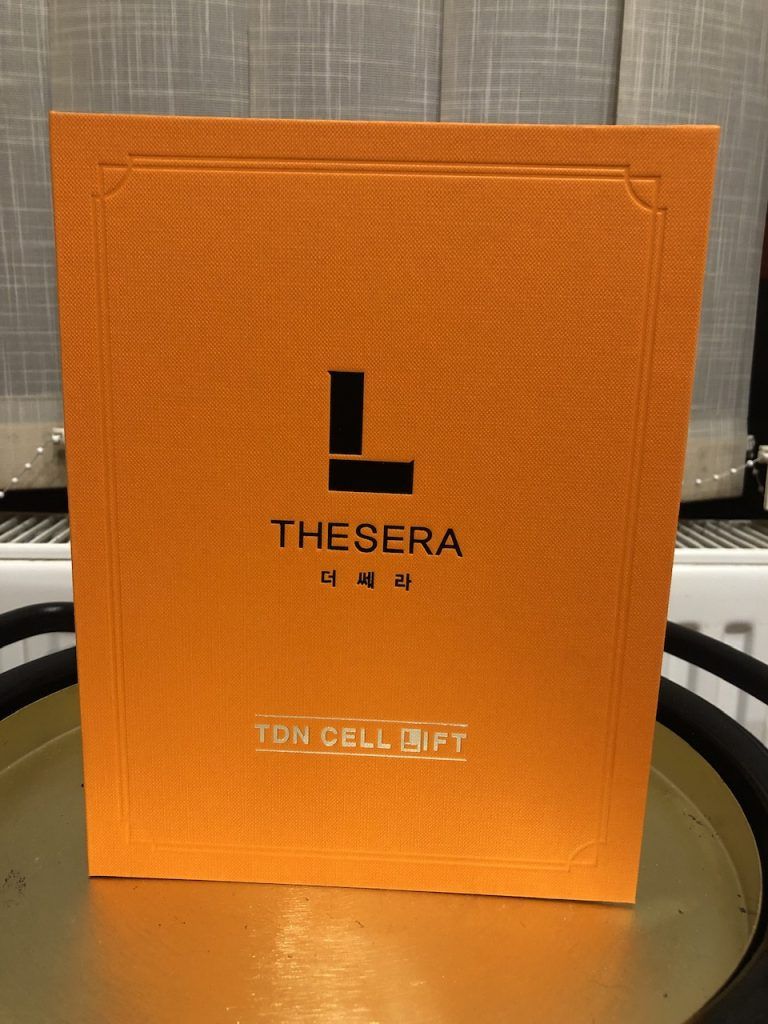 L
THESERA
더 쎄 라
TDN CELL LIFT